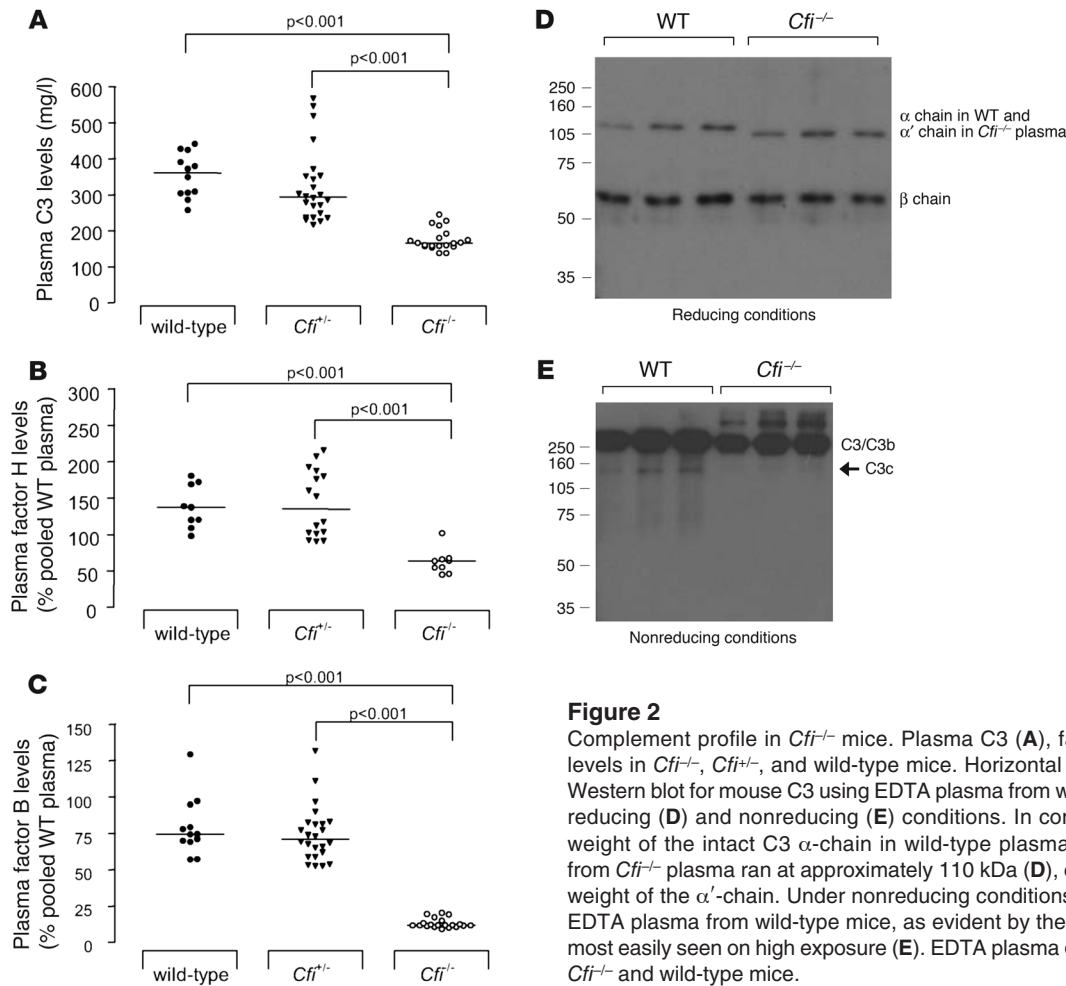 A
p<0.001
p<0.001
Plasma C3 levels (mg/l)
600
500
400
300
200
100
0
wild-type
Cfi+/-
Cfi-/-
B
p<0.001
p<0.001
Plasma factor H levels
(% pooled WT plasma)
300
250
200
150
100
50
0
wild-type
Cfi+/-
Cfi-/-
C
p<0.001
p<0.001
Plasma factor B levels
(% pooled WT plasma)
150
125
100
75
50
25
0
wild-type
Cfi+/-
Cfi-/-
D
WT
Cfi–/–
250
160
105
75
50
35
α chain in WT and
α′ chain in Cfi–/– plasma
β chain
Reducing conditions
E
WT
Cfi–/–
250
160
105
75
50
35
C3/C3b
C3c
Nonreducing conditions
Figure 2
Complement profile in Cfi–/– mice. Plasma C3 (A), fa
levels in Cfi–/–, Cfi+/–, and wild-type mice. Horizontal
Western blot for mouse C3 using EDTA plasma from w
reducing (D) and nonreducing (E) conditions. In con
weight of the intact C3 α-chain in wild-type plasma
from Cfi–/– plasma ran at approximately 110 kDa (D), 
weight of the α′-chain. Under nonreducing conditions
EDTA plasma from wild-type mice, as evident by the
most easily seen on high exposure (E). EDTA plasma
Cfi–/– and wild-type mice.